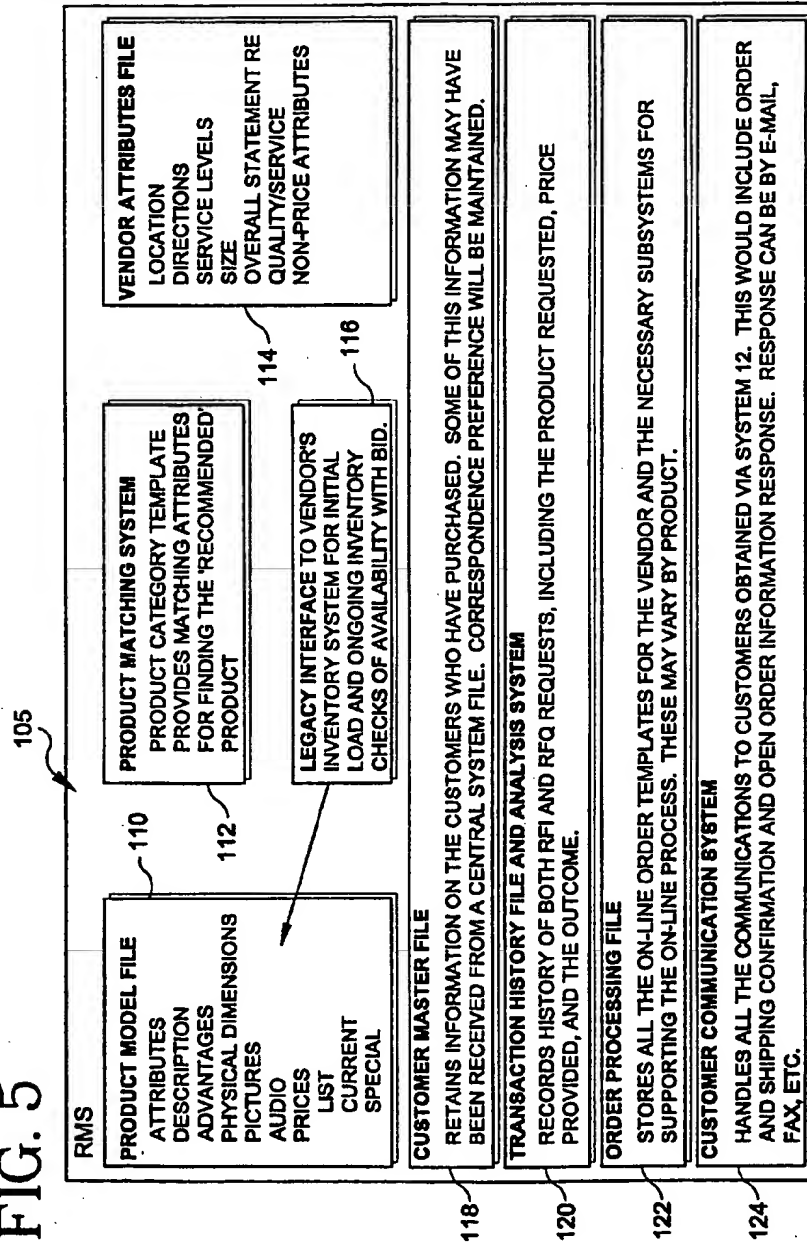 FIG. 5
105
RMS
PRODUCT MODEL FILE
ATTRIBUTES
DESCRIPTION
ADVANTAGES
PHYSICAL DIMENSIONS
PICTURES
AUDIO
PRICES
LIST
CURRENT
SPECIAL
110
PRODUCT MATCHING SYSTEM
PRODUCT CATEGORY TEMPLATE
PROVIDES MATCHING ATTRIBUTES
FOR FINDING THE 'RECOMMENDED'
PRODUCT
112
LEGACY INTERFACE TO VENDOR'S
INVENTORY SYSTEM FOR INITIAL
LOAD AND ONGOING INVENTORY
CHECKS OF AVAILABILITY WITH BID.
116
VENDOR ATTRIBUTES FILE
LOCATION
DIRECTIONS
SERVICE LEVELS
SIZE
OVERALL STATEMENT RE
QUALITY/SERVICE
NON-PRICE ATTRIBUTES
114
CUSTOMER MASTER FILE
RETAINS INFORMATION ON THE CUSTOMERS WHO HAVE PURCHASED. SOME OF THIS INFORMATION MAY HAVE
BEEN RECEIVED FROM A CENTRAL SYSTEM FILE. CORRESPONDENCE PREFERENCE WILL BE MAINTAINED.
118
TRANSACTION HISTORY FILE AND ANALYSIS SYSTEM
RECORDS HISTORY OF BOTH RFI AND RFQ REQUESTS, INCLUDING THE PRODUCT REQUESTED, PRICE
PROVIDED, AND THE OUTCOME.
120
ORDER PROCESSING FILE
STORES ALL THE ON-LINE ORDER TEMPLATES FOR THE VENDOR AND THE NECESSARY SUBSYSTEMS FOR
SUPPORTING THE ON-LINE PROCESS. THESE MAY VARY BY PRODUCT.
122
CUSTOMER COMMUNICATION SYSTEM
HANDLES ALL THE COMMUNICATIONS TO CUSTOMERS OBTAINED VIA SYSTEM 12. THIS WOULD INCLUDE ORDER
AND SHIPPING CONFIRMATION AND OPEN ORDER INFORMATION RESPONSE. RESPONSE CAN BE BY E-MAIL,
FAX, ETC.
124